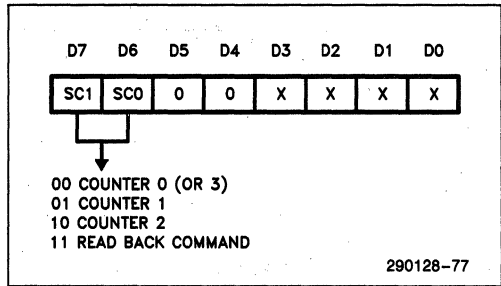 D7 D6 D5 D4 D3 D2 D1 D0
SC1 SC0 0 0 X X X X
00 COUNTER 0 (OR 3)
01 COUNTER 1
10 COUNTER 2
11 READ BACK COMMAND
290128-77